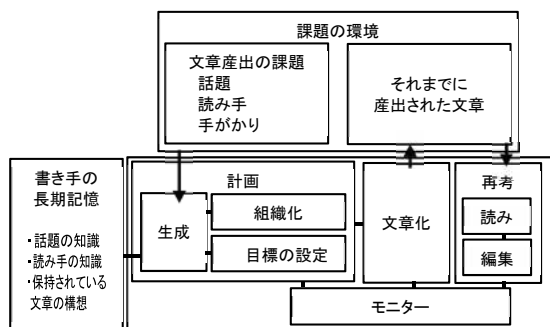 課題の環境
文章産出の課題
話題
読み手
手がかり
それまでに
産出された文章
書き手の
長期記憶
・話題の知識
・読み手の知識
・保持されている
文章の構想
計画
生成
組織化
目標の設定
文章化
再考
読み
編集
モニター